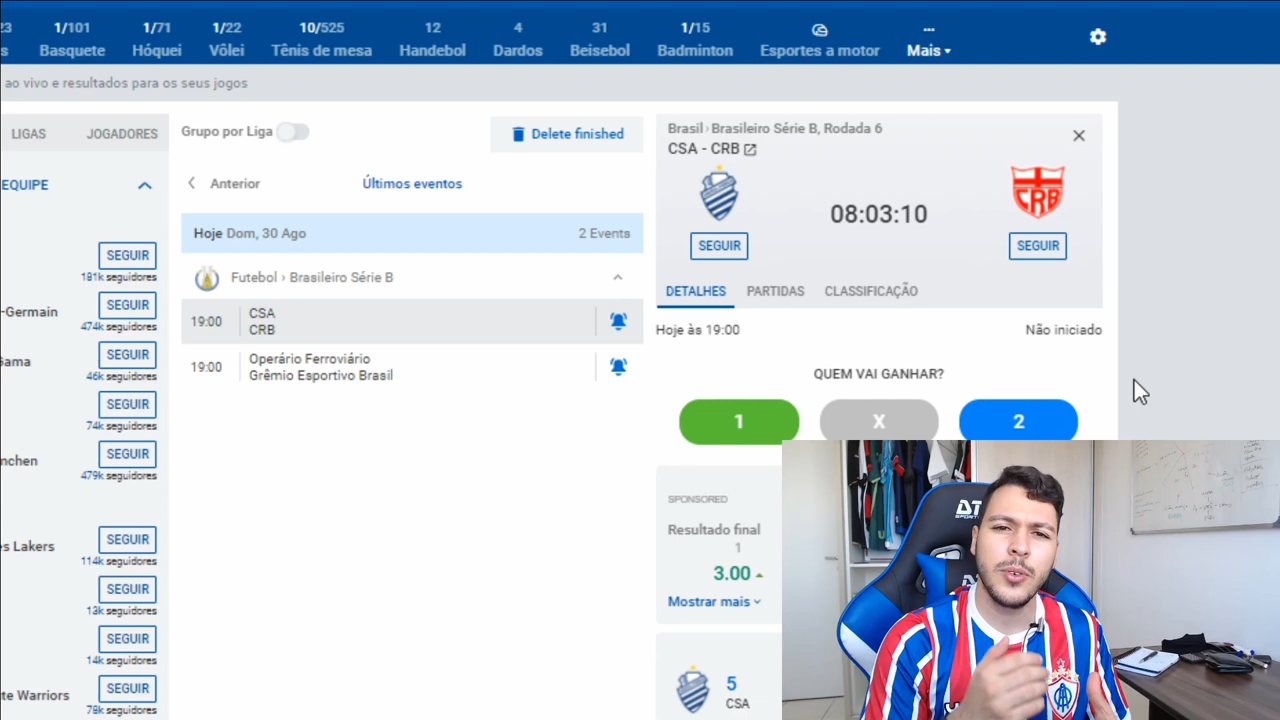 23 1/101 1/71 1/22 10/525 12 4 31 1/15 ...
s Basquete Hóquei Vôlei Tênis de mesa Handebol Dardos Beisebol Badminton Esportes a motor Mais
ao vivo e resultados para os seus jogos
LIGAS JOGADORES
EQUIPE
SEGUIR
181k seguidores
-Germain
SEGUIR
474k seguidores
Gama
SEGUIR
46k seguidores
SEGUIR
74k seguidores
nchen
SEGUIR
479k seguidores
es Lakers
SEGUIR
114k seguidores
SEGUIR
13k seguidores
SEGUIR
14k seguidores
te Warriors
SEGUIR
78k seguidores
Grupo por Liga
Delete finished
Anterior Últimos eventos
Hoje Dom, 30 Ago 2 Events
Futebol › Brasileiro Série B
19:00 CSA
CRB
19:00 Operário Ferroviário
Grêmio Esportivo Brasil
Brasil › Brasileiro Série B, Rodada 6
CSA - CRB
CRB
08:03:10
SEGUIR SEGUIR
DETALHES PARTIDAS CLASSIFICAÇÃO
Hoje às 19:00 Não iniciado
QUEM VAI GANHAR?
1 X 2
SPONSORED
Resultado final
1
3.00
Mostrar mais
5
CSA
DT